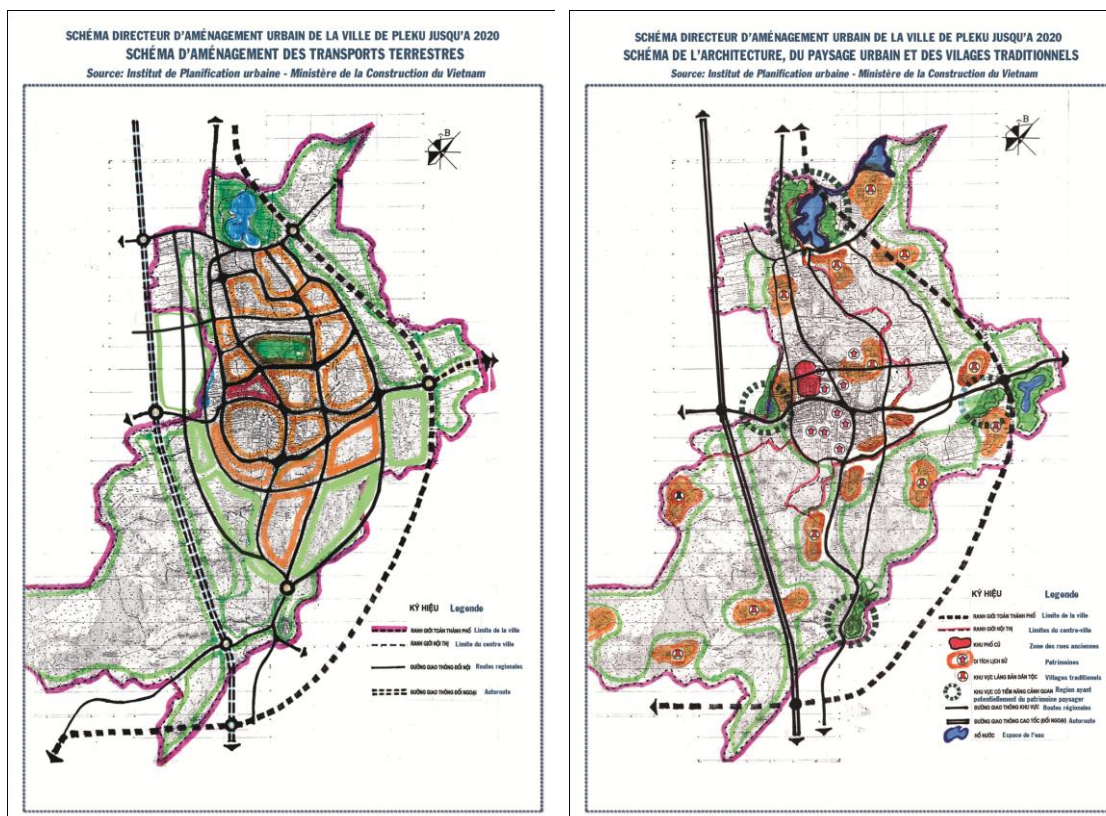 SCHÉMA DIRECTEUR D'AMÉNAGEMENT URBAIN DE LA VILLE DE PLEKU JUSQU'A 2020
SCHÉMA D'AMÉNAGEMENT DES TRANSPORTS TERRESTRES
Source: Institut de Planification urbaine - Ministère de la Construction du Vietnam
B
KÝ HIỆU Legende
RANH GIỚI TOÀN THÀNH PHỐ Limite de la ville
RANH GIỚI NỘI THỊ Limite du centre ville
ĐƯỜNG GIAO THÔNG ĐỐI NỘI Routes regionales
ĐƯỜNG GIAO THÔNG ĐỐI NGOẠI Autoroute
SCHÉMA DIRECTEUR D'AMÉNAGEMENT URBAIN DE LA VILLE DE PLEKU JUSQU'A 2020
SCHÉMA DE L'ARCHITECTURE, DU PAYSAGE URBAIN ET DES VILAGES TRADITIONNELS
Source: Institut de Planification urbaine - Ministère de la Construction du Vietnam
B
KÝ HIỆU Legende
RANH GIỚI TOÀN THÀNH PHỐ Limite de la ville
RANH GIỚI NỘI THỊ Limites du centre-ville
KHU PHỐ CŨ Zone des rues anciennes
DI TÍCH LỊCH SỬ Patrimoines
KHU VỰC LÀNG BẢN DÂN TỘC Villages traditionnels
KHU VỰC CÓ TIỀM NĂNG CẢNH QUAN Region ayant
potentiellement du patrimoine paysager
ĐƯỜNG GIAO THÔNG KHU VỰC Routes régionales
ĐƯỜNG GIAO THÔNG CAO TỐC (ĐỐI NGOẠI) Autoroute
HỒ NƯỚC Espace de l'eau